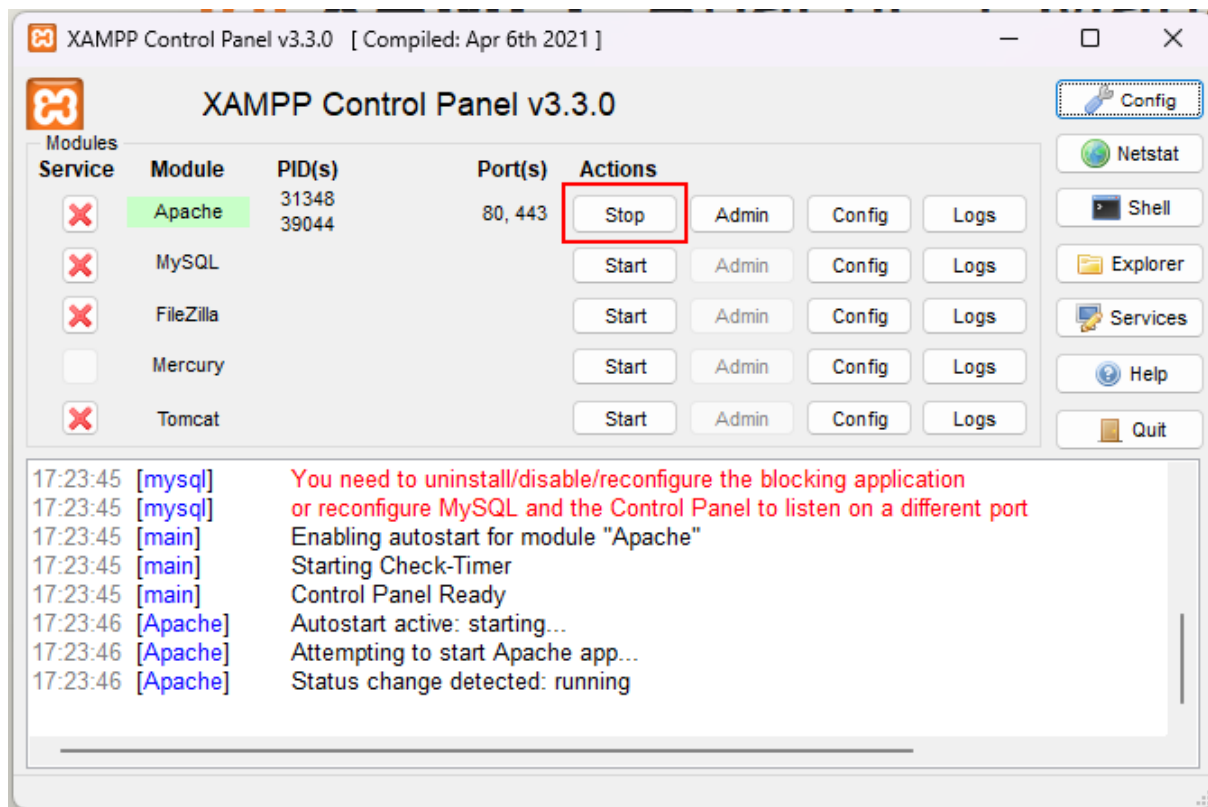 XAMPP Control Panel v3.3.0 [ Compiled: Apr 6th 2021 ]
XAMPP Control Panel v3.3.0
Config
Modules
Service Module PID(s) Port(s) Actions
Netstat
Apache 31348 39044 80, 443 Stop Admin Config Logs
Shell
MySQL Start Admin Config Logs
Explorer
FileZilla Start Admin Config Logs
Services
Mercury Start Admin Config Logs
Help
Tomcat Start Admin Config Logs
Quit
17:23:45 [mysql] You need to uninstall/disable/reconfigure the blocking application
17:23:45 [mysql] or reconfigure MySQL and the Control Panel to listen on a different port
17:23:45 [main] Enabling autostart for module "Apache"
17:23:45 [main] Starting Check-Timer
17:23:45 [main] Control Panel Ready
17:23:46 [Apache] Autostart active: starting...
17:23:46 [Apache] Attempting to start Apache app...
17:23:46 [Apache] Status change detected: running